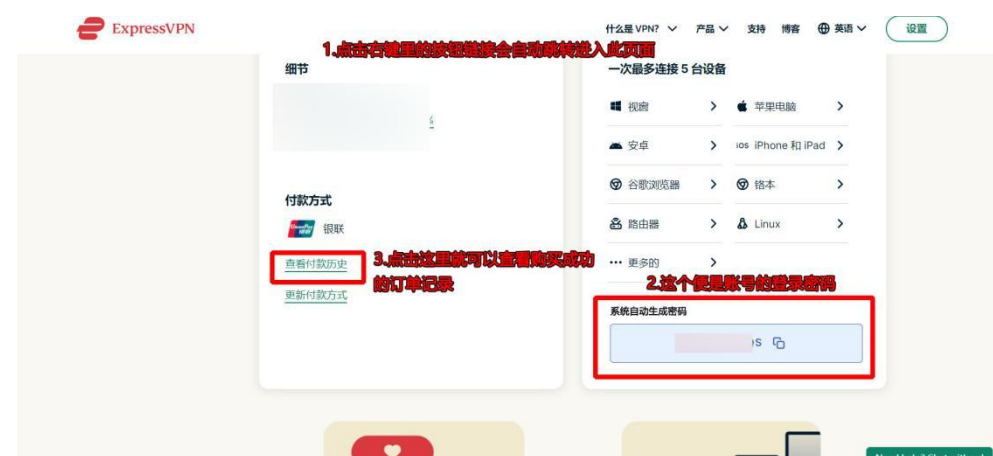 ExpressVPN
什么是 VPN?
产品
支持
博客
英语
设置
1.点击右键里的按钮链接会自动跳转进入此页面
细节
付款方式
银联
查看付款历史
3.点击这里就可以查看购买成功
的订单记录
更新付款方式
一次最多连接 5 台设备
视窗
苹果电脑
安卓
ios iPhone 和 iPad
谷歌浏览器
铬本
路由器
Linux
更多的
2.这个便是账号的登录密码
系统自动生成密码
S